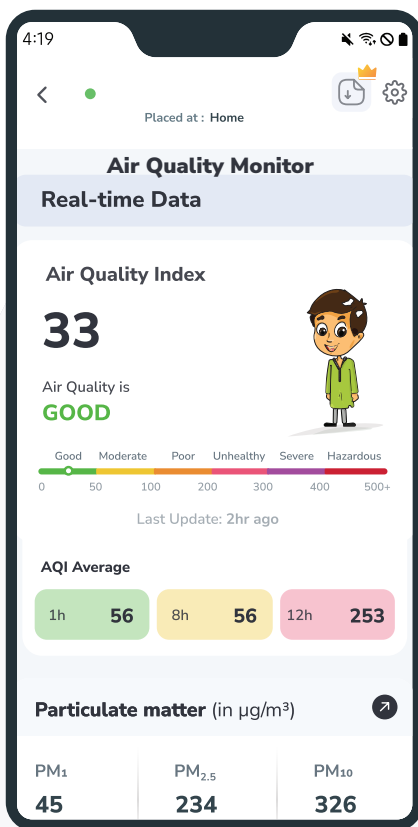 4:19
Placed at : Home
Air Quality Monitor
Real-time Data
Air Quality Index
33
Air Quality is
GOOD
Good Moderate Poor Unhealthy Severe Hazardous
0 50 100 200 300 400 500+
Last Update: 2hr ago
AQI Average
1h 56 8h 56 12h 253
Particulate matter (in μg/m³)
PM₁ PM₂.₅ PM₁₀
45 234 326